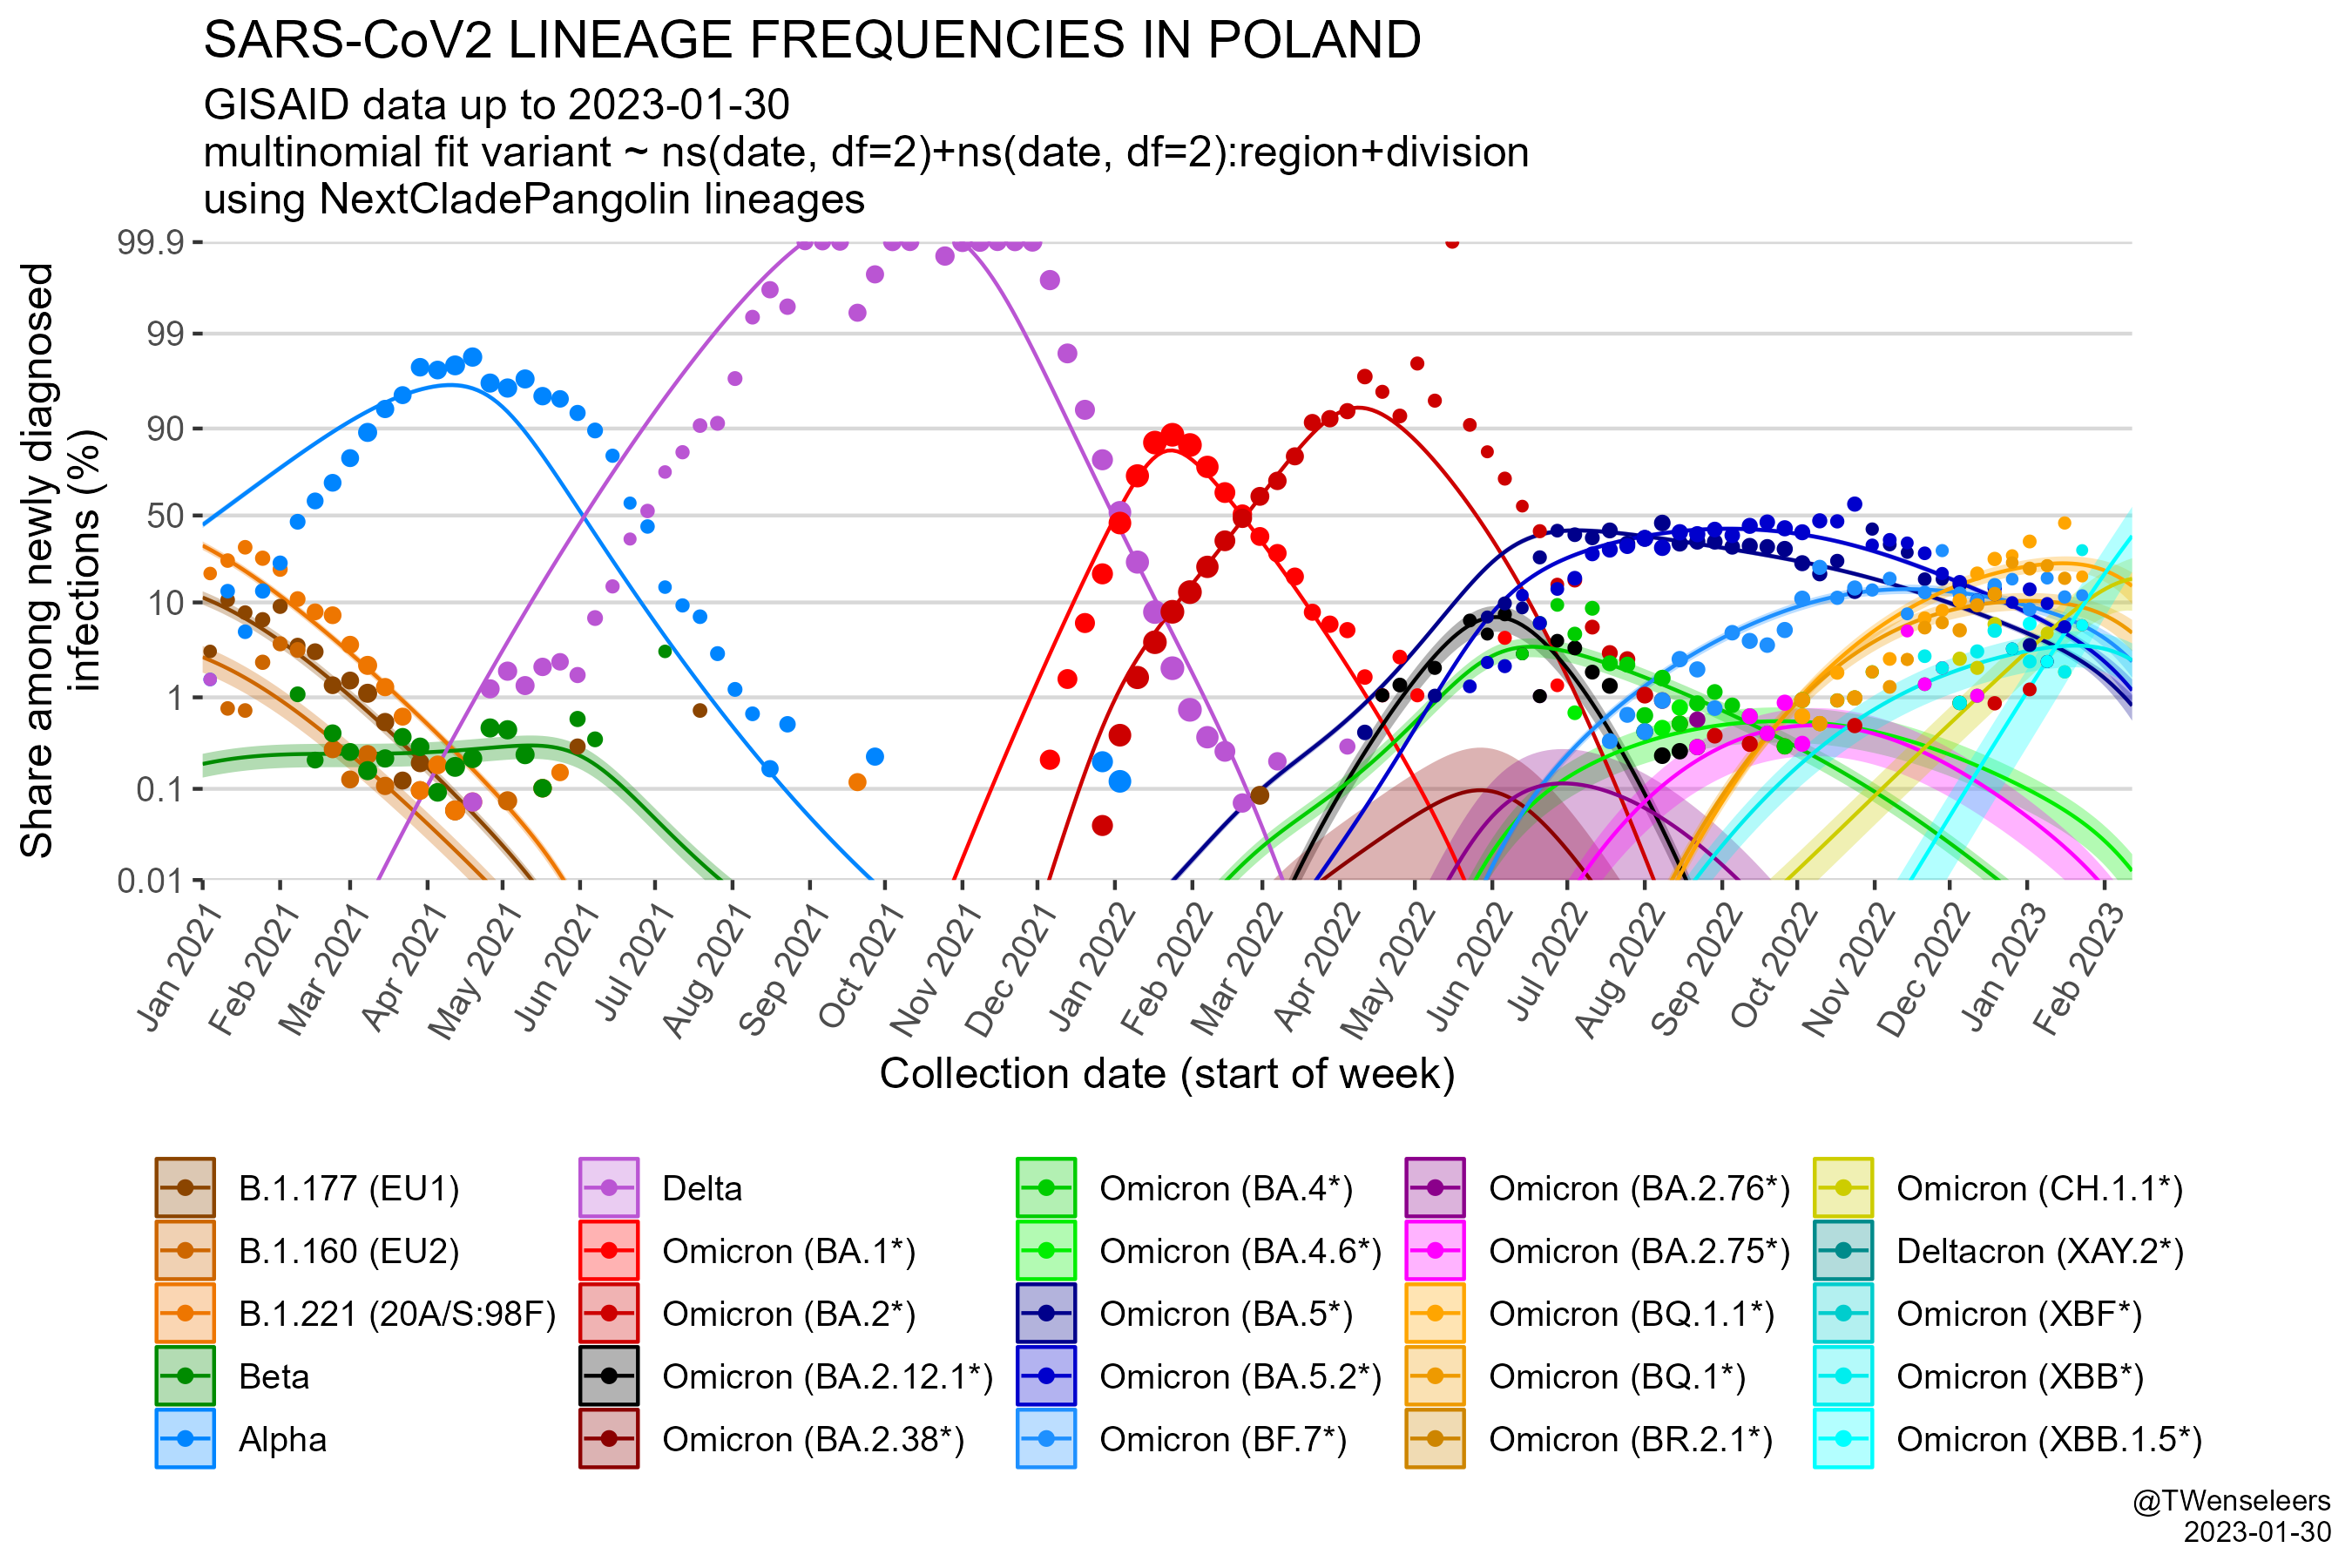 SARS-CoV2 LINEAGE FREQUENCIES IN POLAND
GISAID data up to 2023-01-30
multinomial fit variant ~ ns(date, df=2)+ns(date, df=2):region+division
using NextCladePangolin lineages
Share among newly diagnosed
infections (%)
99.9
99
90
50
10
1
0.1
0.01
Jan 2021
Feb 2021
Mar 2021
Apr 2021
May 2021
Jun 2021
Jul 2021
Aug 2021
Sep 2021
Oct 2021
Nov 2021
Dec 2021
Jan 2022
Feb 2022
Mar 2022
Apr 2022
May 2022
Jun 2022
Jul 2022
Aug 2022
Sep 2022
Oct 2022
Nov 2022
Dec 2022
Jan 2023
Feb 2023
Collection date (start of week)
B.1.177 (EU1)
B.1.160 (EU2)
B.1.221 (20A/S:98F)
Beta
Alpha
Delta
Omicron (BA.1*)
Omicron (BA.2*)
Omicron (BA.2.12.1*)
Omicron (BA.2.38*)
Omicron (BA.4*)
Omicron (BA.4.6*)
Omicron (BA.5*)
Omicron (BA.5.2*)
Omicron (BF.7*)
Omicron (BA.2.76*)
Omicron (BA.2.75*)
Omicron (BQ.1.1*)
Omicron (BQ.1*)
Omicron (BR.2.1*)
Omicron (CH.1.1*)
Deltacron (XAY.2*)
Omicron (XBF*)
Omicron (XBB*)
Omicron (XBB.1.5*)
@TWenseleers
2023-01-30